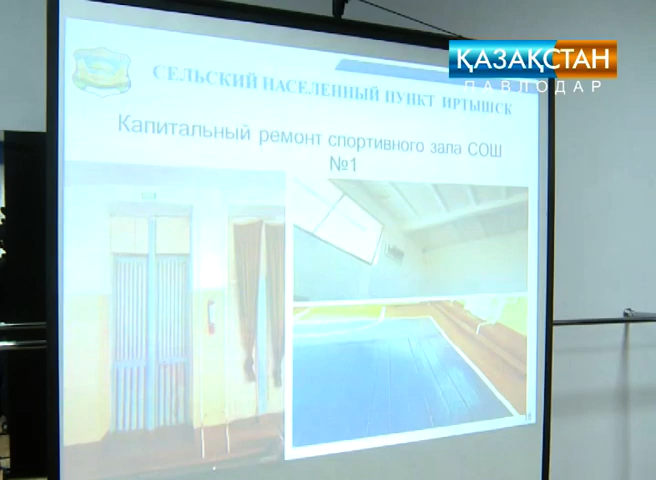 ҚАЗАҚСТАН
ПАВЛОДАР
СЕЛЬСКИЙ НАСЕЛЕННЫЙ ПУНКТ ИРТЫШСК
Капитальный ремонт спортивного зала СОШ
№1